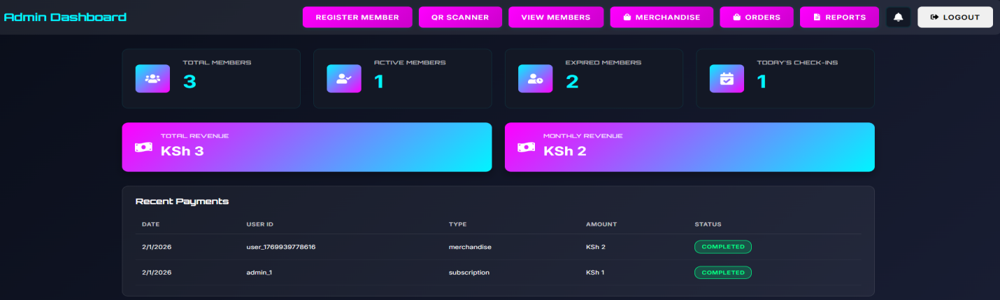 Admin Dashboard REGISTER MEMBER QR SCANNER VIEW MEMBERS MERCHANDISE ORDERS REPORTS LOGOUT
TOTAL MEMBERS ACTIVE MEMBERS EXPIRED MEMBERS TODAY'S CHECK-INS
3 1 2 1
TOTAL REVENUE MONTHLY REVENUE
KSh 3 KSh 2
Recent Payments
DATE USER ID TYPE AMOUNT STATUS
2/1/2026 user_1769939778616 merchandise KSh 2 COMPLETED
2/1/2026 admin_1 subscription KSh 1 COMPLETED